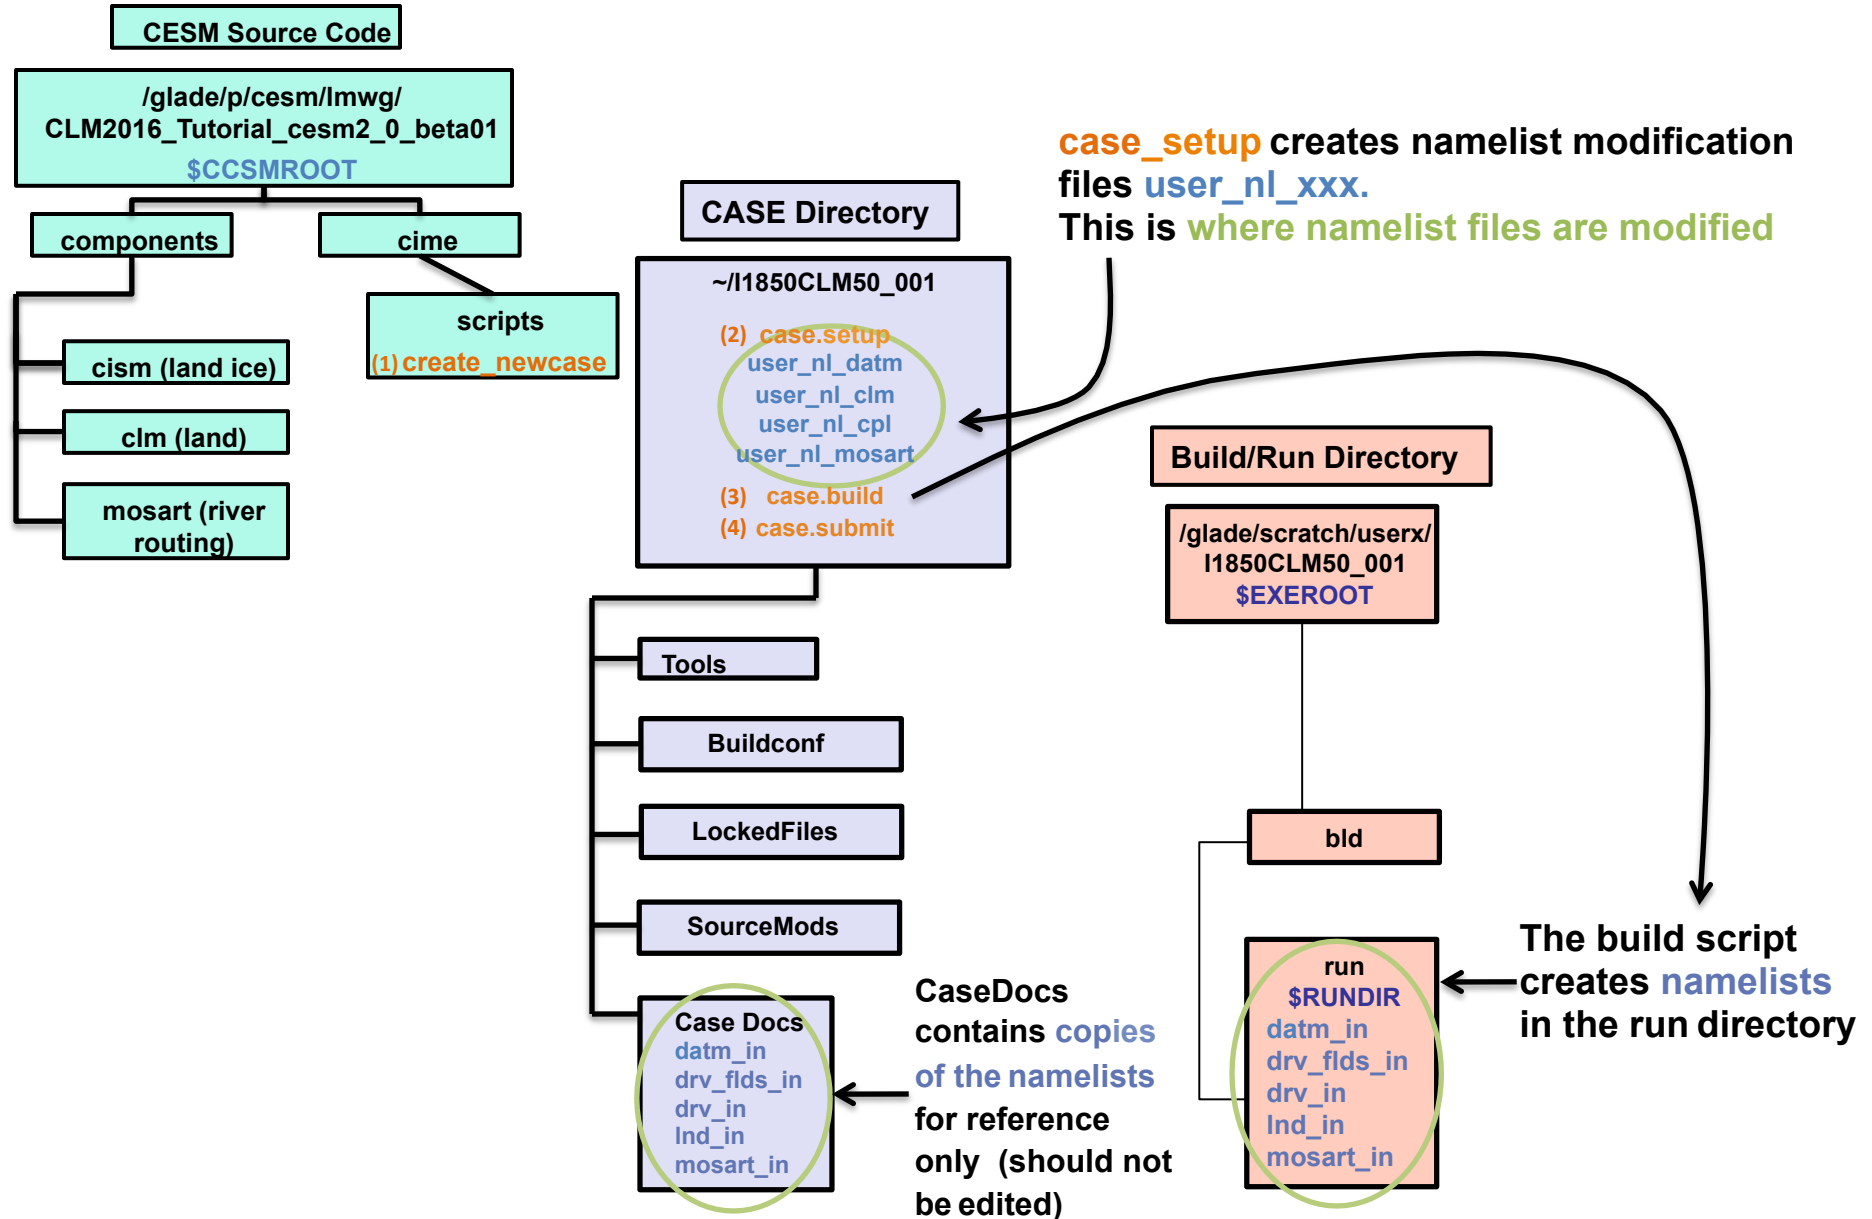 CESM Source Code
/glade/p/cesm/lmwg/
CLM2016_Tutorial_cesm2_0_beta01
$CCSMROOT
components
cime
scripts
(1) create_newcase
cism (land ice)
clm (land)
mosart (river
routing)
CASE Directory
~/I1850CLM50_001
(2) case.setup
user_nl_datm
user_nl_clm
user_nl_cpl
user_nl_mosart
(3) case.build
(4) case.submit
Tools
Buildconf
LockedFiles
SourceMods
Case Docs
datm_in
drv_flds_in
drv_in
lnd_in
mosart_in
case_setup creates namelist modification
files user_nl_xxx.
This is where namelist files are modified
CaseDocs
contains copies
of the namelists
for reference
only (should not
be edited)
Build/Run Directory
/glade/scratch/userx/
I1850CLM50_001
$EXEROOT
bld
run
$RUNDIR
datm_in
drv_flds_in
drv_in
lnd_in
mosart_in
The build script
creates namelists
in the run directory